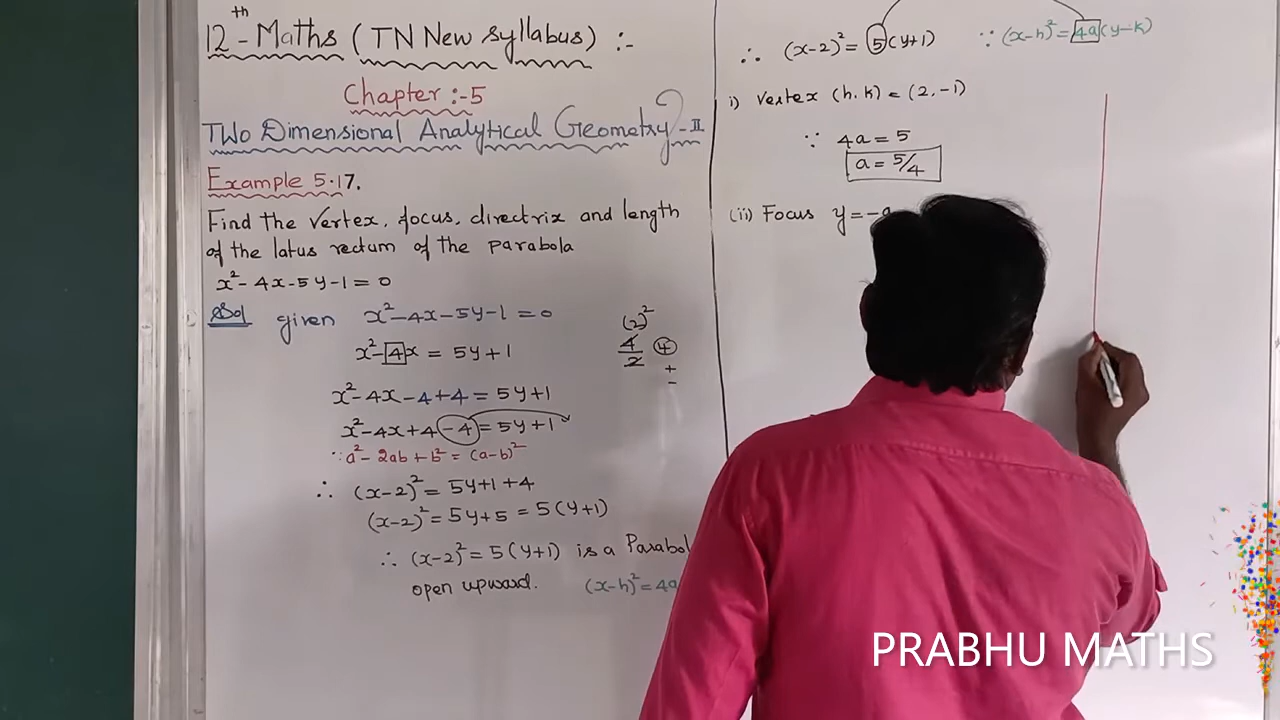 12th - Maths (TN New syllabus) :-
Chapter :-5
Two Dimensional Analytical Geometry - II
Example 5.17.
Find the Vertex, focus, directrix and length
of the latus rectum of the parabola
x² - 4x - 5y - 1 = 0
Sol given x² - 4x - 5y - 1 = 0
x² - 4x = 5y + 1
(2)²
4/2 4
+
-
x² - 4x - 4 + 4 = 5y + 1
x² - 4x + 4 - 4 = 5y + 1
∵ a² - 2ab + b² = (a-b)²
∴ (x-2)² = 5y + 1 + 4
(x-2)² = 5y + 5 = 5(y+1)
∴ (x-2)² = 5(y+1) is a
open upward. (x-h)² = 4a
∴ (x-2)² = 5(y+1) ∵ (x-h)² = 4a(y-k)
i) Vertex (h, k) = (2, -1)
∵ 4a = 5
a = 5/4
(ii) Focus y = -a
PRABHU MATHS